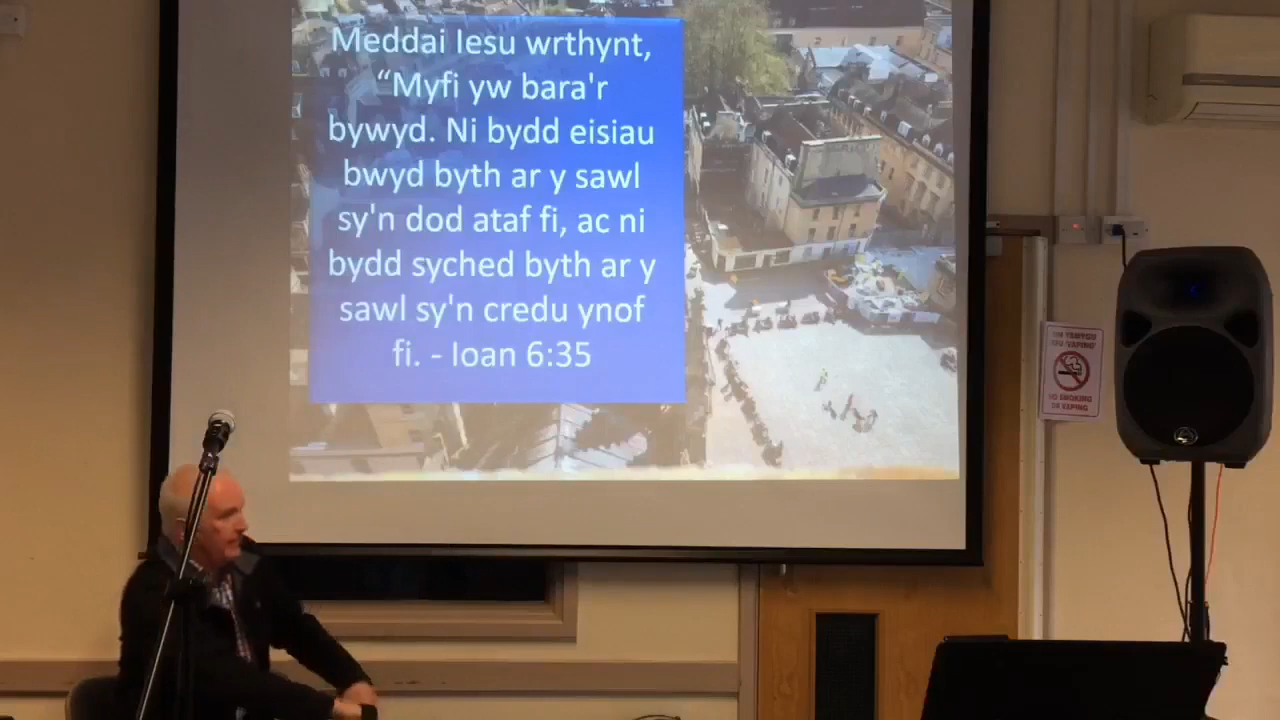 Meddai Iesu wrthynt,
“Myfi yw bara'r
bywyd. Ni bydd eisiau
bwyd byth ar y sawl
sy'n dod ataf fi, ac ni
bydd syched byth ar y
sawl sy'n credu ynof
fi. - Ioan 6:35
NO SMOKING
OR VAPING